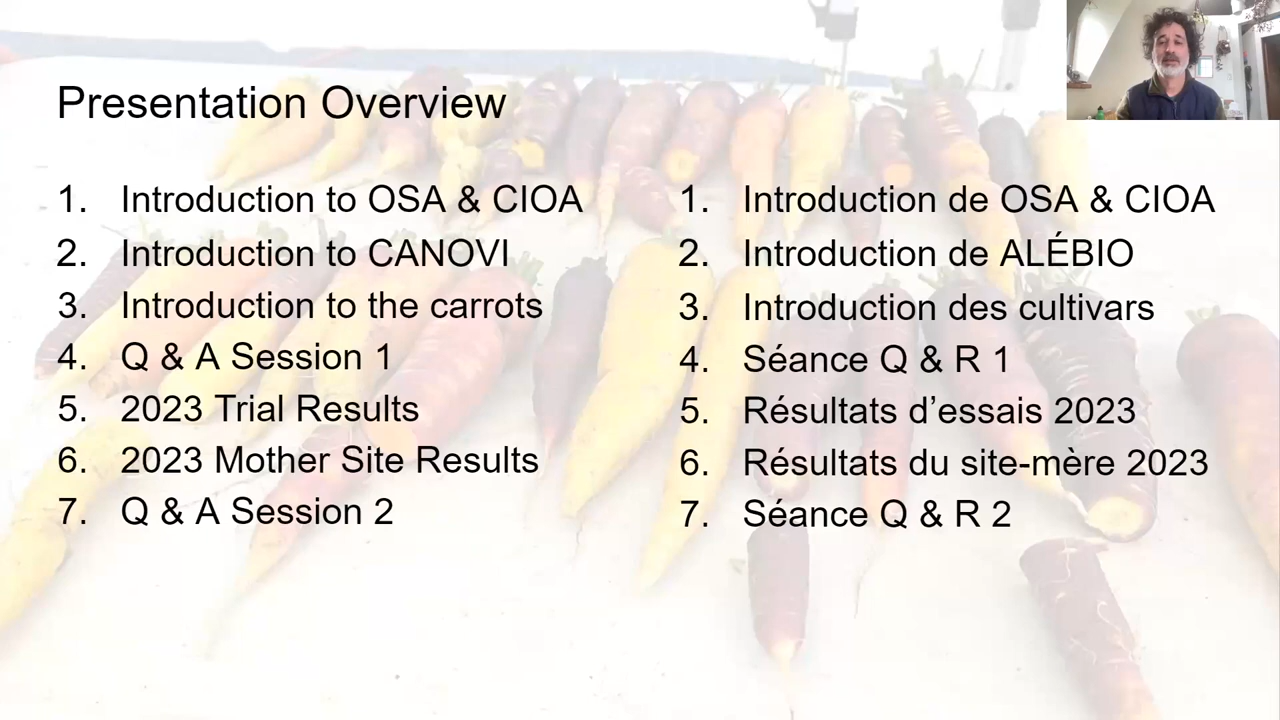 Presentation Overview
1. Introduction to OSA & CIOA
2. Introduction to CANOVI
3. Introduction to the carrots
4. Q & A Session 1
5. 2023 Trial Results
6. 2023 Mother Site Results
7. Q & A Session 2
1. Introduction de OSA & CIOA
2. Introduction de ALÉBIO
3. Introduction des cultivars
4. Séance Q & R 1
5. Résultats d’essais 2023
6. Résultats du site-mère 2023
7. Séance Q & R 2